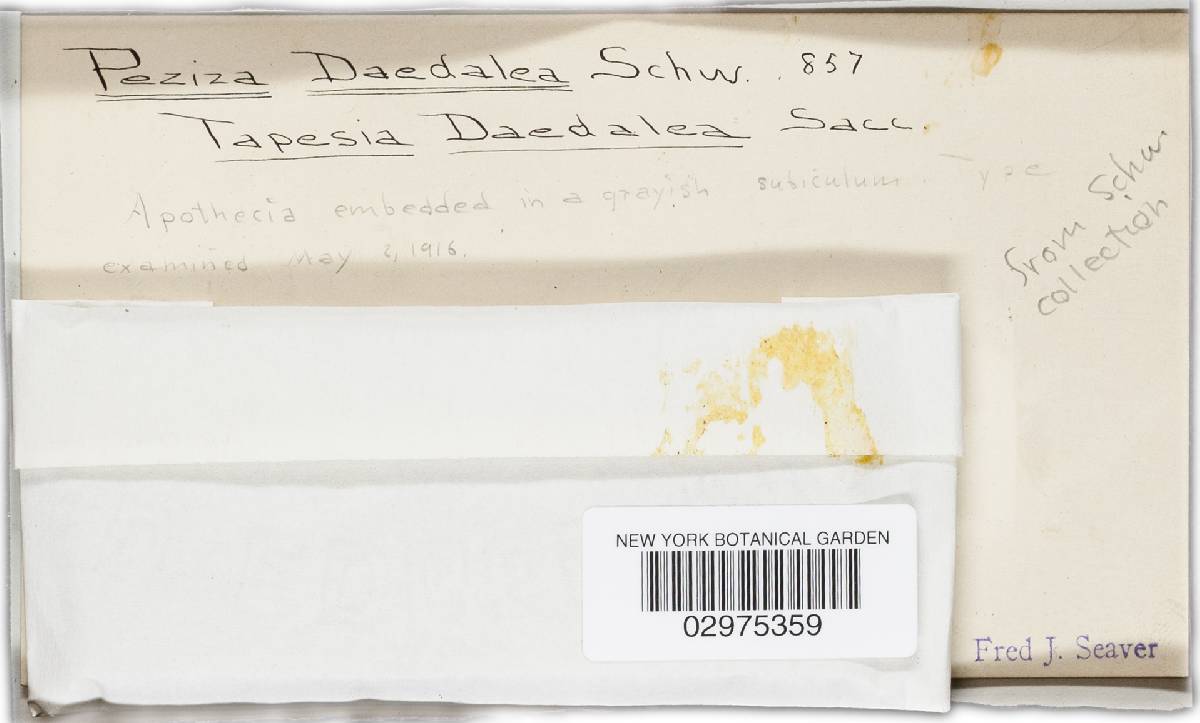 Peziza Daedalea Schw. 857
Tapesia Daedalea Sacc.
Apothecia embedded in a grayish subiculum. Type
examined May 2, 1916.
from Schw.
collection
NEW YORK BOTANICAL GARDEN
02975359
Fred J. Seaver